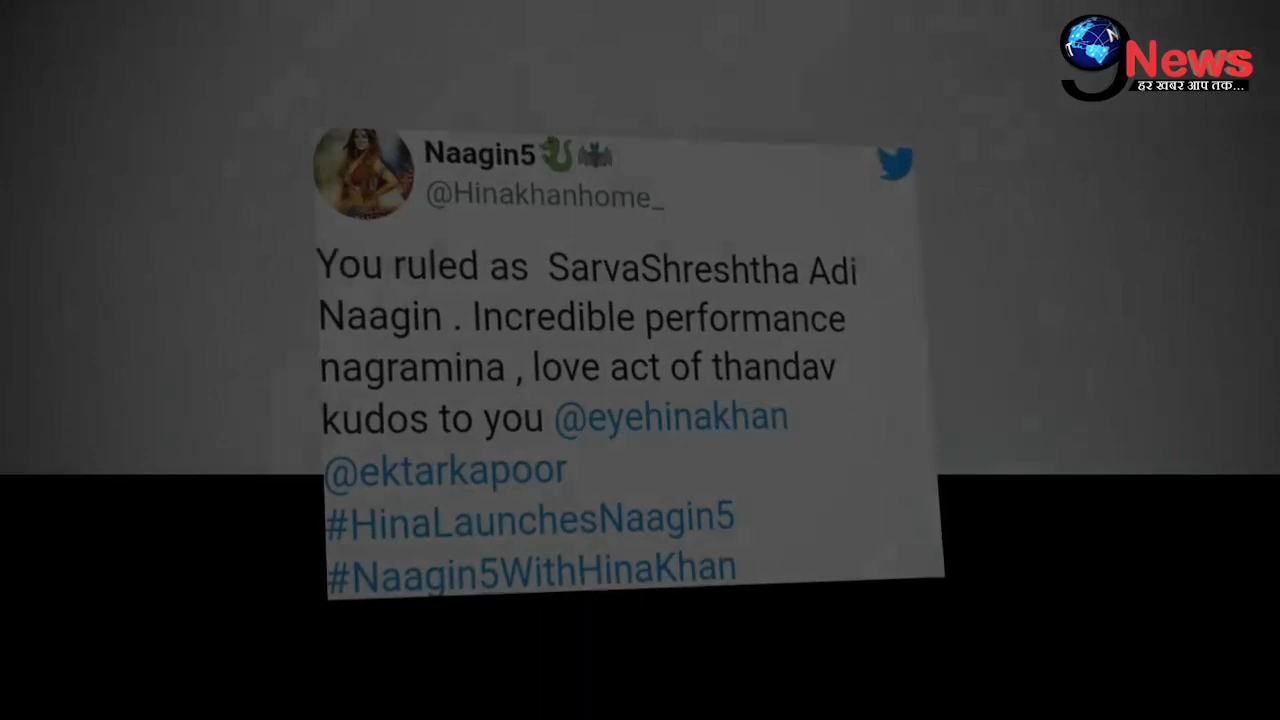 9 News
हर खबर आप तक...
Naagin5🐉🦇
@Hinakhanhome_
You ruled as SarvaShreshtha Adi
Naagin . Incredible performance
nagramina , love act of thandav
kudos to you @eyehinakhan
@ektarkapoor
#HinaLaunchesNaagin5
#Naagin5WithHinaKhan